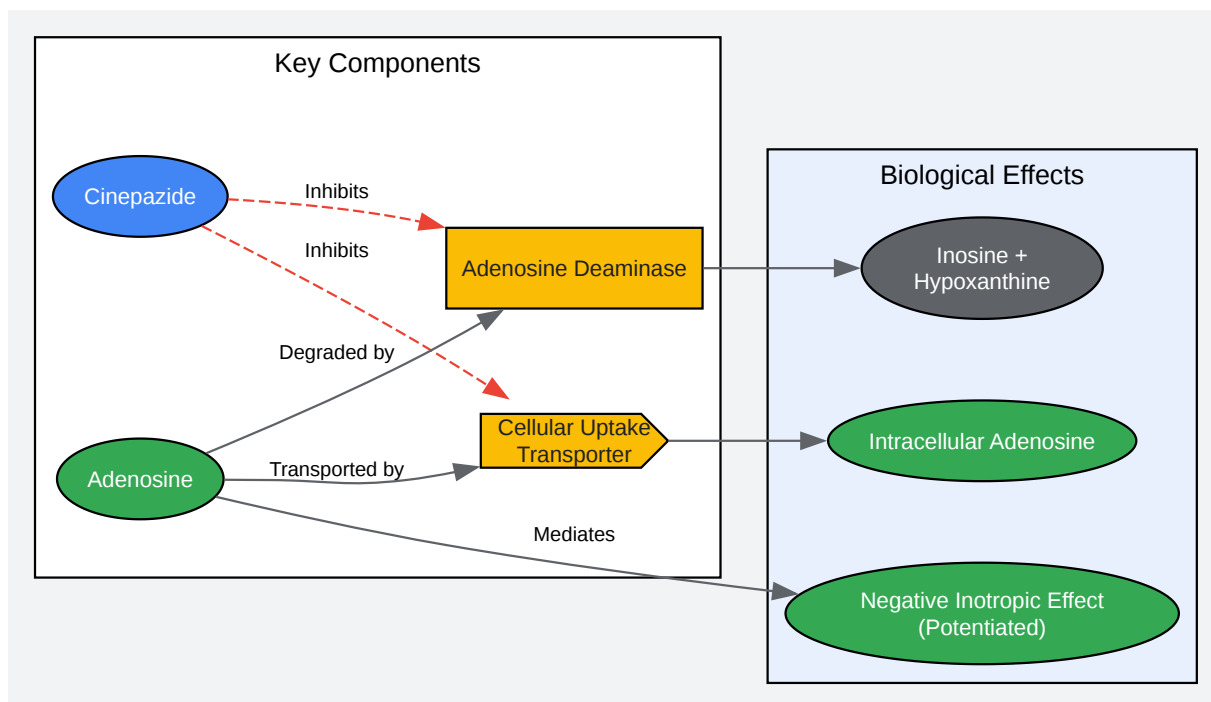 Key Components
Cinepazide
Inhibits
Inhibits
Adenosine Deaminase
Degraded by
Cellular Uptake
Transporter
Adenosine
Transported by
Mediates
Biological Effects
Inosine +
Hypoxanthine
Intracellular Adenosine
Negative Inotropic Effect
(Potentiated)